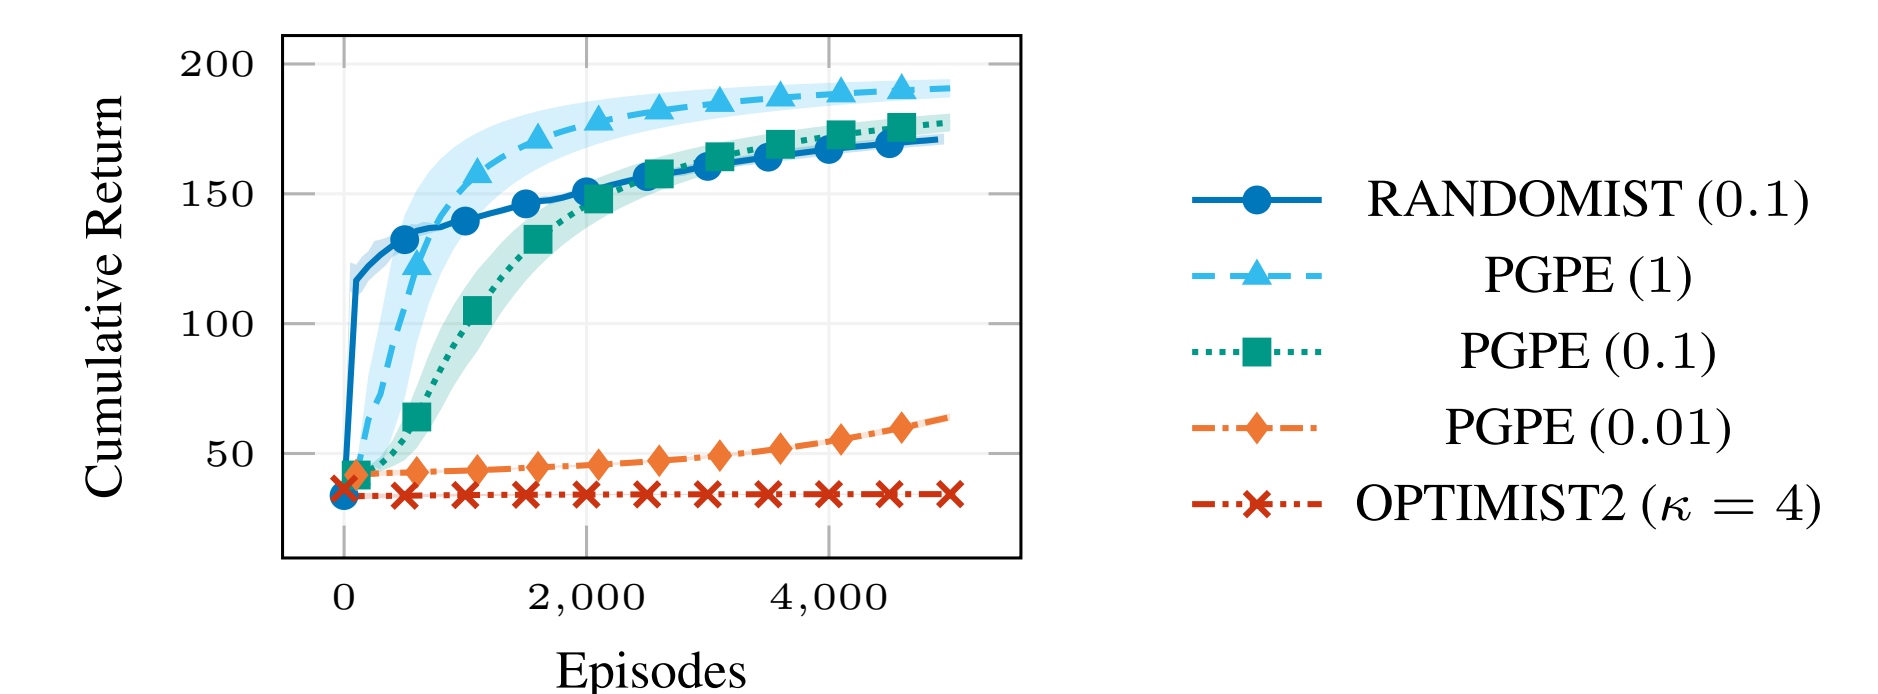 200
150
100
50
Cumulative Return
0 2,000 4,000
Episodes
RANDOMIST (0.1)
PGPE (1)
PGPE (0.1)
PGPE (0.01)
OPTIMIST2 (κ = 4)